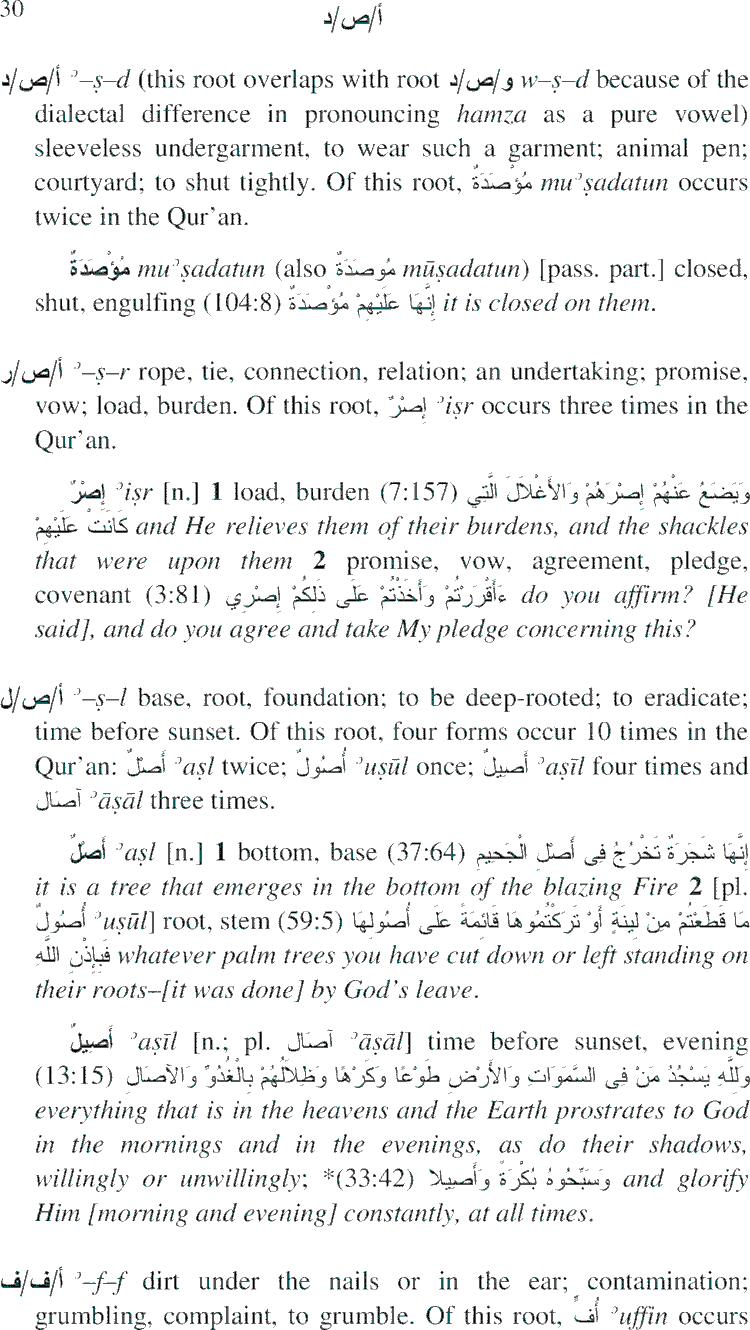 30
أ/ص/د
أ/ص/د ʾ–ṣ–d (this root overlaps with root و/ص/د w–ṣ–d because of the
dialectal difference in pronouncing hamza as a pure vowel)
sleeveless undergarment, to wear such a garment; animal pen;
courtyard; to shut tightly. Of this root, مُؤْصَدَةٌ muʾṣadatun occurs
twice in the Qur'an.
مُؤْصَدَةٌ muʾṣadatun (also مُوصَدَةٌ mūṣadatun) [pass. part.] closed,
shut, engulfing (104:8) إِنَّهَا عَلَيْهِمْ مُؤْصَدَةٌ it is closed on them.
أ/ص/ر ʾ–ṣ–r rope, tie, connection, relation; an undertaking; promise,
vow; load, burden. Of this root, إِصْرٌ ʾiṣr occurs three times in the
Qur'an.
إِصْرٌ ʾiṣr [n.] 1 load, burden (7:157) وَيَضَعُ عَنْهُمْ إِصْرَهُمْ وَالأَغْلَالَ الَّتِي
كَانَتْ عَلَيْهِمْ and He relieves them of their burdens, and the shackles
that were upon them 2 promise, vow, agreement, pledge,
covenant (3:81) ءَأَقْرَرْتُمْ وَأَخَذْتُمْ عَلَى ذَلِكُمْ إِصْرِي do you affirm? [He
said], and do you agree and take My pledge concerning this?
أ/ص/ل ʾ–ṣ–l base, root, foundation; to be deep-rooted; to eradicate;
time before sunset. Of this root, four forms occur 10 times in the
Qur'an: أَصْلٌ ʾaṣl twice; أُصُولٌ ʾuṣūl once; أَصِيلٌ ʾaṣīl four times and
آصَال ʾāṣāl three times.
أَصْلٌ ʾaṣl [n.] 1 bottom, base (37:64) إِنَّهَا شَجَرَةٌ تَخْرُجُ فِي أَصْلِ الْجَحِيمِ
it is a tree that emerges in the bottom of the blazing Fire 2 [pl.
أُصُولٌ ʾuṣūl] root, stem (59:5) مَا قَطَعْتُمْ مِنْ لِينَةٍ أَوْ تَرَكْتُمُوهَا قَائِمَةً عَلَى أُصُولِهَا
فَبِإِذْنِ اللَّهِ whatever palm trees you have cut down or left standing on
their roots–[it was done] by God's leave.
أَصِيلٌ ʾaṣīl [n.; pl. آصَال ʾāṣāl] time before sunset, evening
(13:15) وَلِلَّهِ يَسْجُدُ مَنْ فِي السَّمَوَاتِ وَالأَرْضِ طَوْعًا وَكَرْهًا وَظِلَالُهُمْ بِالْغُدُوِّ وَالآصَالِ
everything that is in the heavens and the Earth prostrates to God
in the mornings and in the evenings, as do their shadows,
willingly or unwillingly; *(33:42) وَسَبِّحُوهُ بُكْرَةً وَأَصِيلا and glorify
Him [morning and evening] constantly, at all times.
أ/ف/ف ʾ–f–f dirt under the nails or in the ear; contamination;
grumbling, complaint, to grumble. Of this root, أُفٍّ ʾuffin occurs